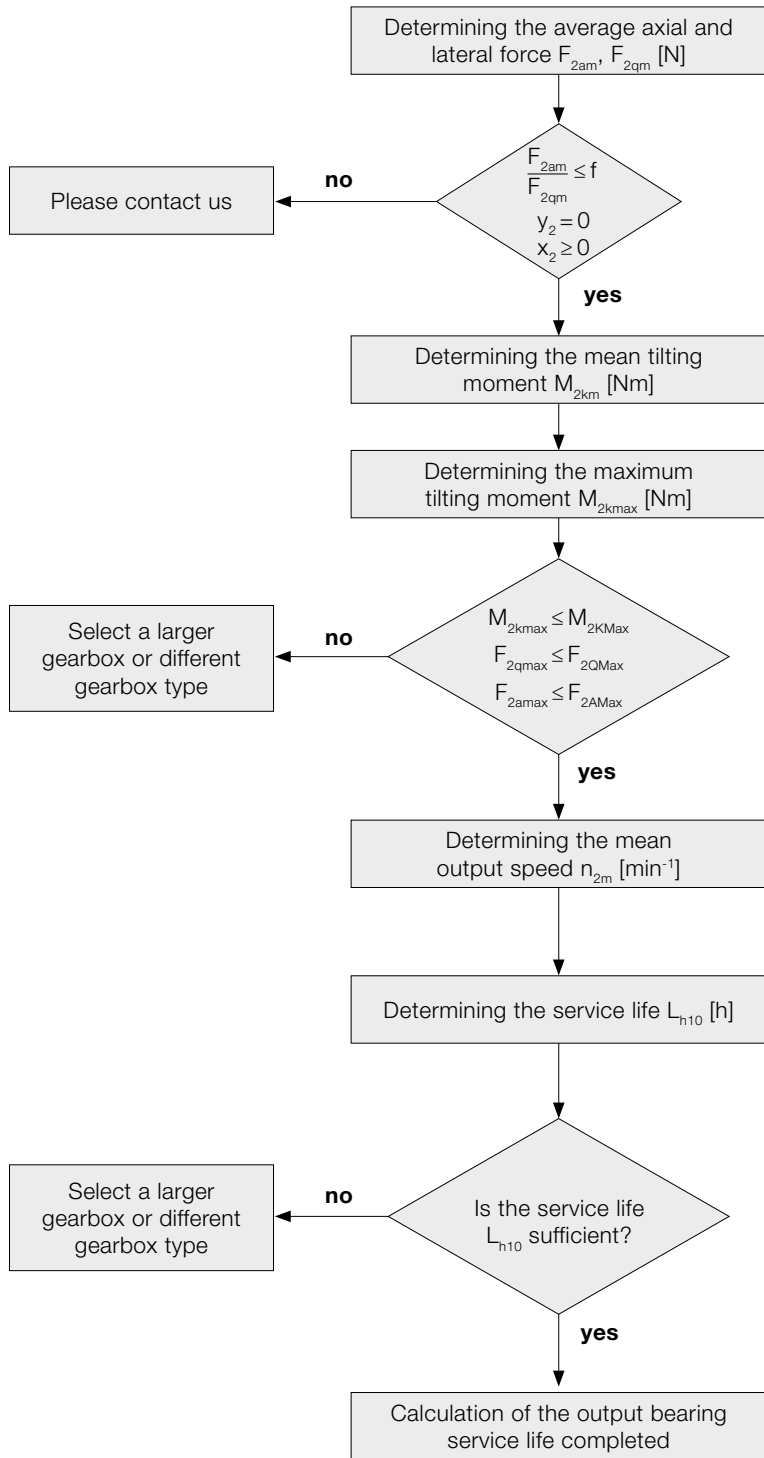 Determining the average axial and
lateral force F₂ₐₘ, F₂qₘ [N]
F₂ₐₘ
F₂qₘ
≤ f
y₂ = 0
x₂ ≥ 0
no
Please contact us
yes
Determining the mean tilting
moment M₂ₖₘ [Nm]
Determining the maximum
tilting moment M₂ₖₘₐₓ [Nm]
M₂ₖₘₐₓ ≤ M₂KMax
F₂qmax ≤ F₂QMax
F₂amax ≤ F₂AMax
no
Select a larger
gearbox or different
gearbox type
yes
Determining the mean
output speed n₂ₘ [min⁻¹]
Determining the service life Lₕ₁₀ [h]
Is the service life
Lₕ₁₀ sufficient?
no
Select a larger
gearbox or different
gearbox type
yes
Calculation of the output bearing
service life completed